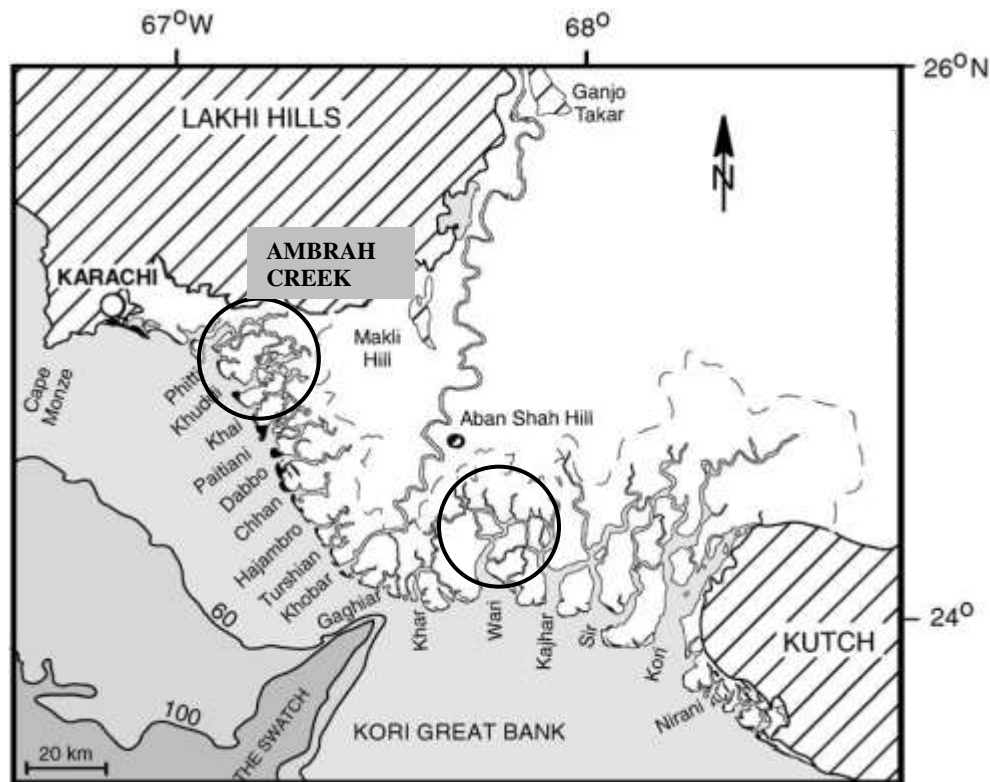 67°W
68°
26°N
Ganjo
Takar
LAKHI HILLS
N
AMBRAH
CREEK
KARACHI
Makli
Hill
Cape
Monze
Phitti
Khudri
Khai
Paitiani
Dabbo
Chhan
Hajambro
Turshian
Khobar
Gaghiar
Aban Shah Hill
Khar
Wari
Kajhar
Sir
Kori
Nirani
24°
KUTCH
60
100
20 km
THE SWATCH
KORI GREAT BANK